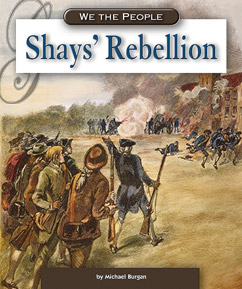 WE THE PEOPLE
Shays' Rebellion
by Michael Burgan